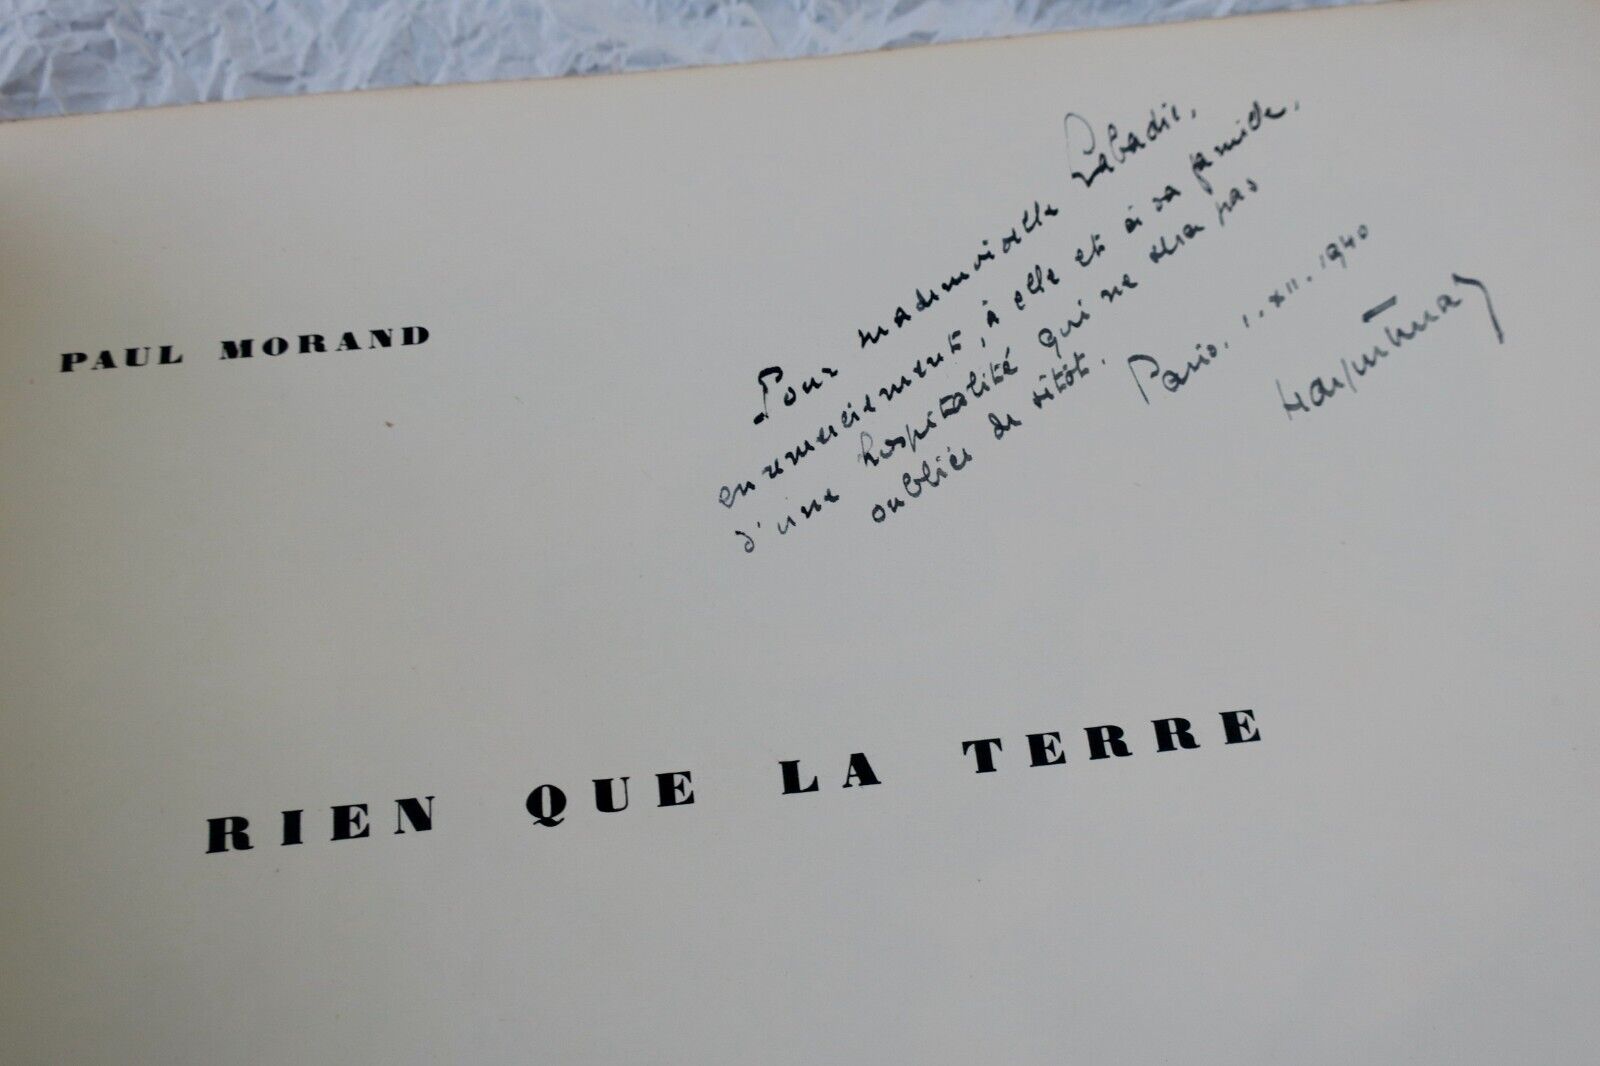 PAUL MORAND
Pour mademoiselle Labadie,
en remerciement, à elle et à sa famille,
d'une hospitalité qui ne sera pas
oubliée de sitôt.
Paris, 1.XII.1940
RIEN QUE LA TERRE